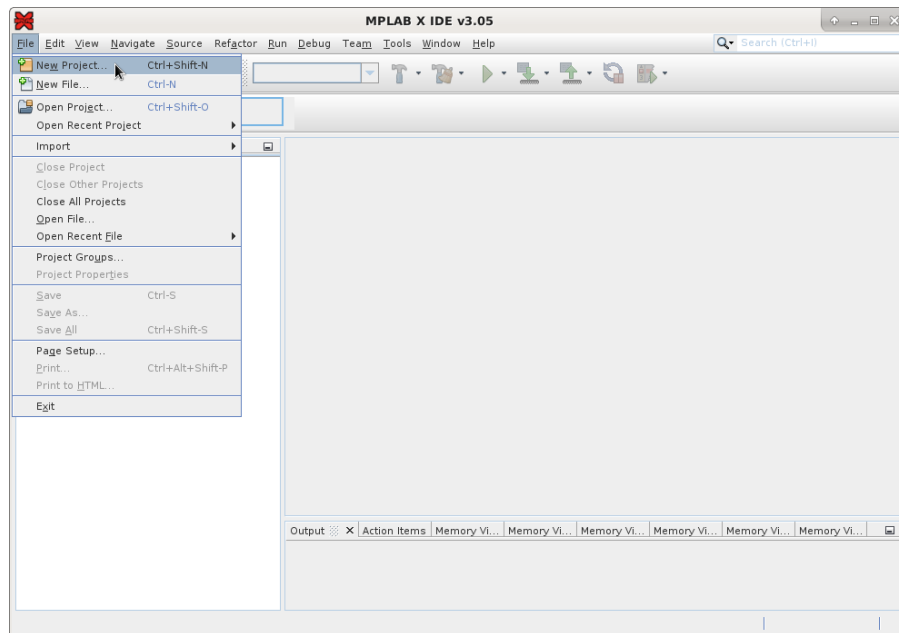 MPLAB X IDE v3.05
File Edit View Navigate Source Refactor Run Debug Team Tools Window Help Search (Ctrl+I)
New Project... Ctrl+Shift-N
New File... Ctrl-N
Open Project... Ctrl+Shift-O
Open Recent Project
Import
Close Project
Close Other Projects
Close All Projects
Open File...
Open Recent File
Project Groups...
Project Properties
Save Ctrl-S
Save As...
Save All Ctrl+Shift-S
Page Setup...
Print... Ctrl+Alt+Shift-P
Print to HTML...
Exit
Output Action Items Memory Vi... Memory Vi... Memory Vi... Memory Vi... Memory Vi... Memory Vi...